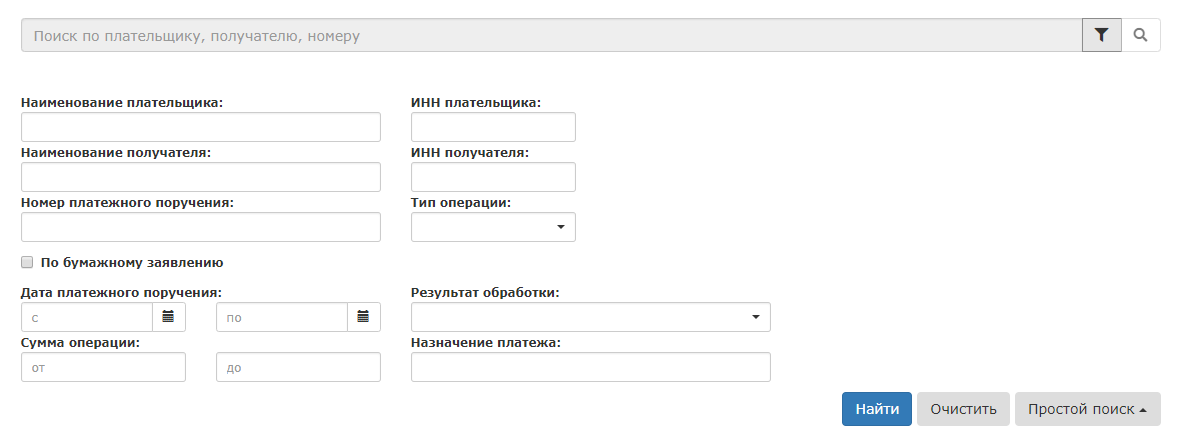 Поиск по плательщику, получателю, номеру
Наименование плательщика: ИНН плательщика:
Наименование получателя: ИНН получателя:
Номер платежного поручения: Тип операции:
По бумажному заявлению
Дата платежного поручения: Результат обработки:
с по
Сумма операции: Назначение платежа:
от до
Найти Очистить Простой поиск